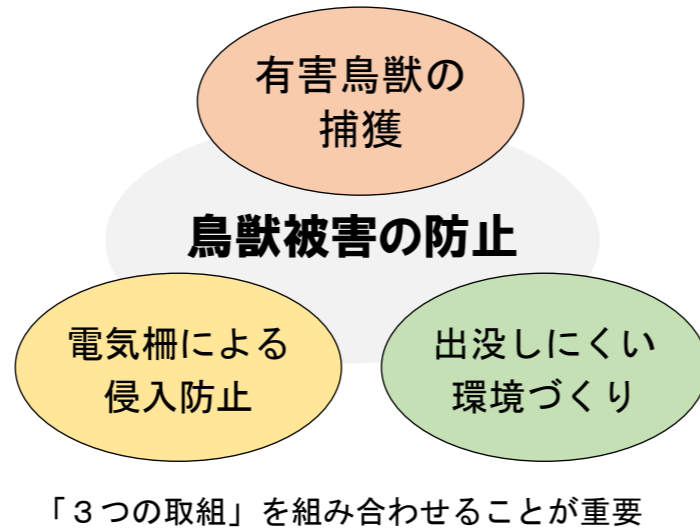 有害鳥獣の
捕獲
鳥獣被害の防止
電気柵による
侵入防止
出没しにくい
環境づくり
「３つの取組」を組み合わせることが重要